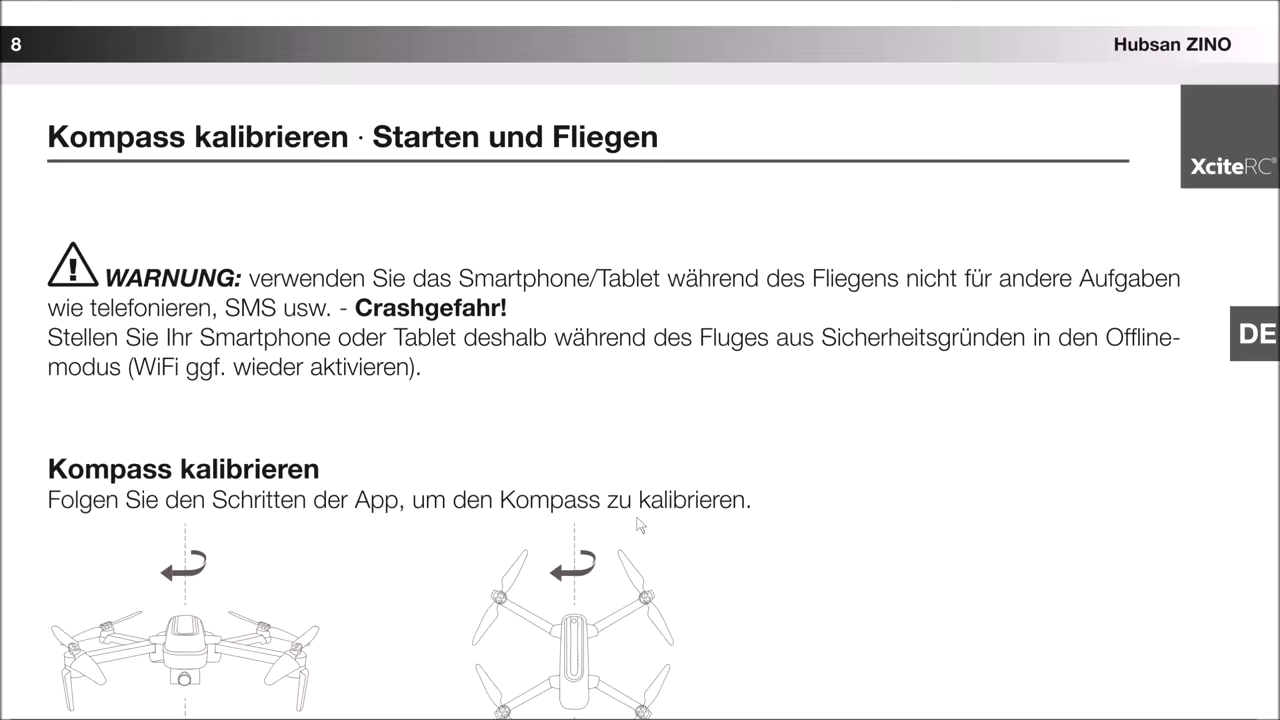 8
Hubsan ZINO
Kompass kalibrieren · Starten und Fliegen
XciteRC®
WARNUNG: verwenden Sie das Smartphone/Tablet während des Fliegens nicht für andere Aufgaben
wie telefonieren, SMS usw. - Crashgefahr!
Stellen Sie Ihr Smartphone oder Tablet deshalb während des Fluges aus Sicherheitsgründen in den Offline-
modus (WiFi ggf. wieder aktivieren).
DE
Kompass kalibrieren
Folgen Sie den Schritten der App, um den Kompass zu kalibrieren.